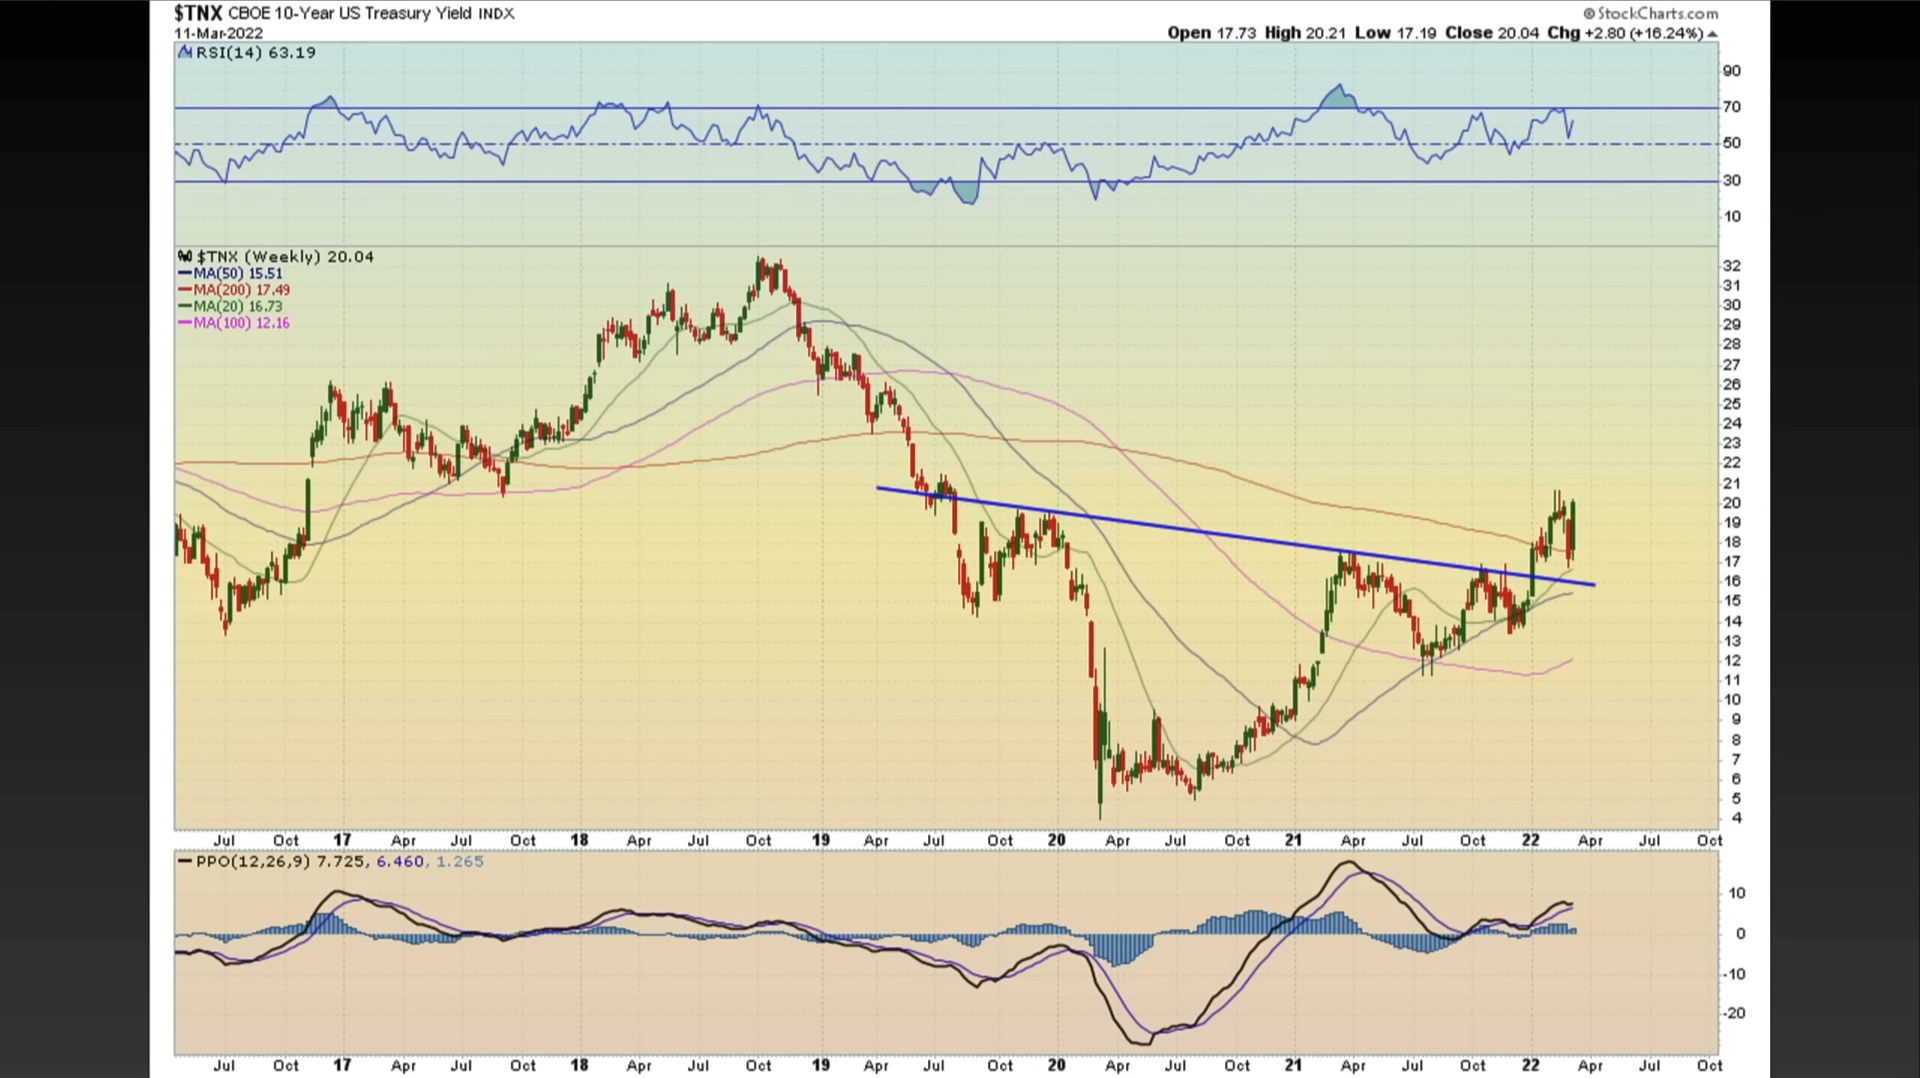 $TNX CBOE 10-Year US Treasury Yield INDX
© StockCharts.com
11-Mar-2022
Open 17.73 High 20.21 Low 17.19 Close 20.04 Chg +2.80 (+16.24%)
RSI(14) 63.19
90
70
50
30
10
$TNX (Weekly) 20.04
MA(50) 15.51
MA(200) 17.49
MA(20) 16.73
MA(100) 12.16
32
31
30
29
28
27
26
25
24
23
22
21
20
19
18
17
16
15
14
13
12
11
10
9
8
7
6
5
4
Jul Oct 17 Apr Jul Oct 18 Apr Jul Oct 19 Apr Jul Oct 20 Apr Jul Oct 21 Apr Jul Oct 22 Apr Jul Oct
PPO(12,26,9) 7.725, 6.460, 1.265
10
0
-10
-20
Jul Oct 17 Apr Jul Oct 18 Apr Jul Oct 19 Apr Jul Oct 20 Apr Jul Oct 21 Apr Jul Oct 22 Apr Jul Oct